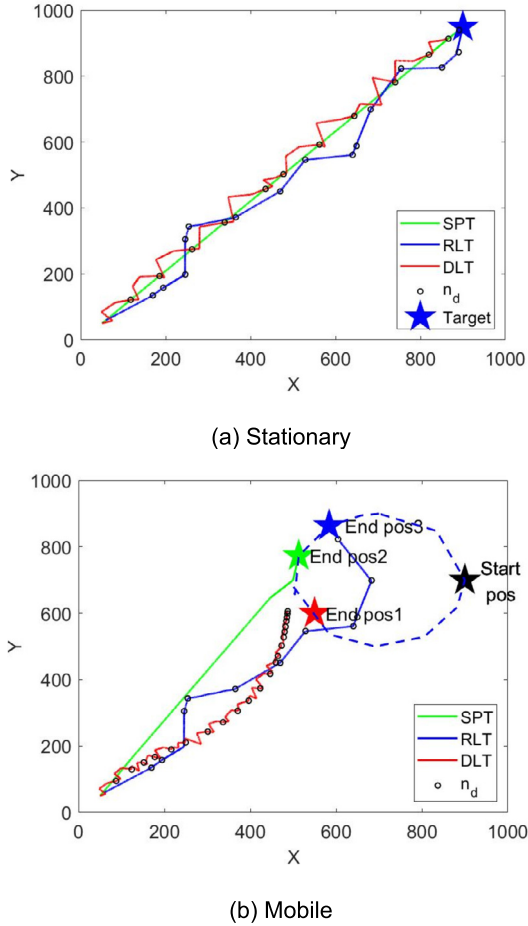 1000
800
600
400
200
0
Y
0 200 400 600 800 1000
X
SPT
RLT
DLT
n_d
Target
(a) Stationary
1000
800
600
400
200
0
Y
0 200 400 600 800 1000
X
End pos3
End pos2
End pos1
Start
pos
SPT
RLT
DLT
n_d
(b) Mobile